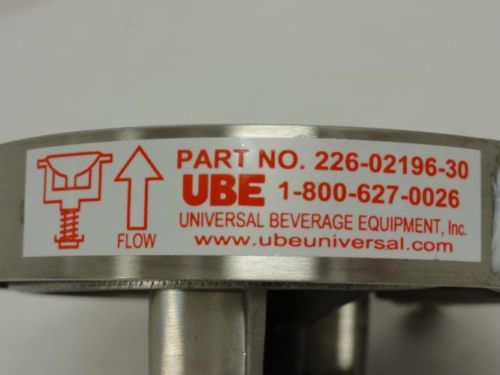 PART NO. 226-02196-30
UBE 1-800-627-0026
UNIVERSAL BEVERAGE EQUIPMENT, Inc.
FLOW www.ubeuniversal.com